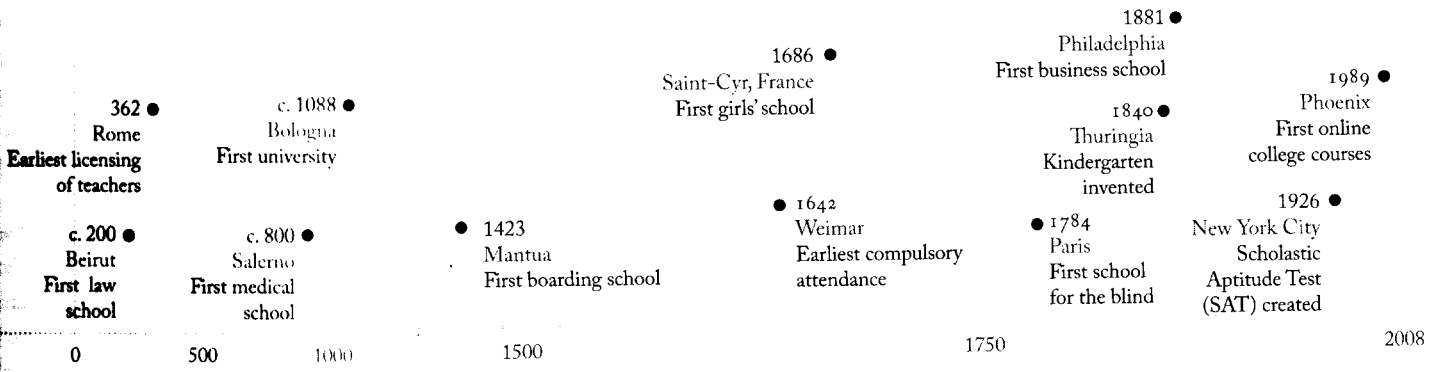 362
Rome
Earliest licensing
of teachers
c. 200
Beirut
First law
school
c. 1088
Bologna
First university
c. 800
Salerno
First medical
school
1423
Mantua
First boarding school
1686
Saint-Cyr, France
First girls' school
1642
Weimar
Earliest compulsory
attendance
1881
Philadelphia
First business school
1840
Thuringia
Kindergarten
invented
1784
Paris
First school
for the blind
1989
Phoenix
First online
college courses
1926
New York City
Scholastic
Aptitude Test
(SAT) created
0
500
1000
1500
1750
2008